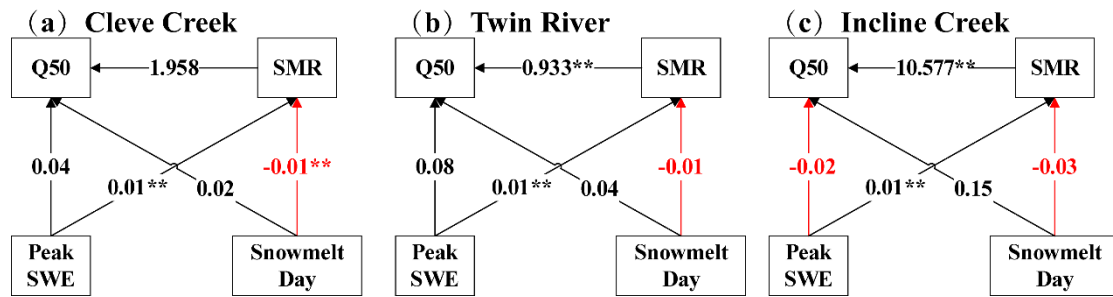 (a) Cleve Creek
Q50
1.958
SMR
0.04
0.01**
0.02
-0.01**
Peak
SWE
Snowmelt
Day
(b) Twin River
Q50
0.933**
SMR
0.08
0.01**
0.04
-0.01
Peak
SWE
Snowmelt
Day
(c) Incline Creek
Q50
10.577**
SMR
-0.02
0.01**
0.15
-0.03
Peak
SWE
Snowmelt
Day